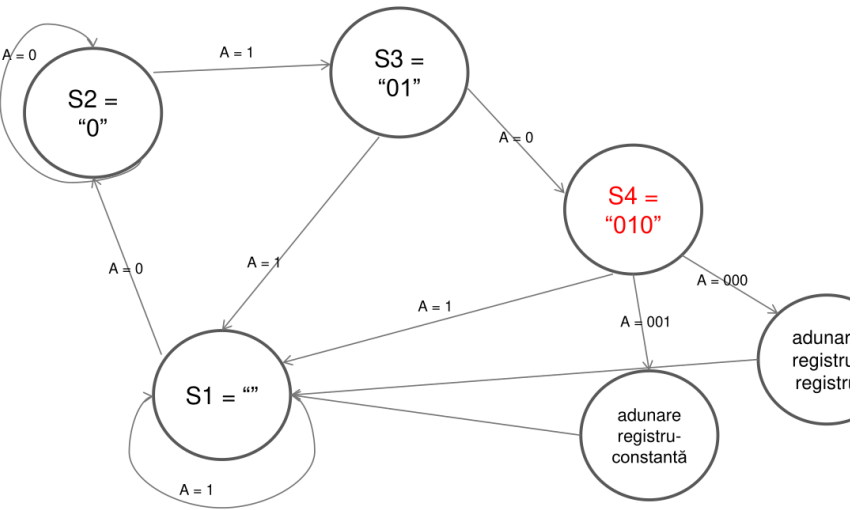 A = 0
A = 1
S2 =
“0”
S3 =
“01”
A = 0
S4 =
“010”
A = 0
A = 1
A = 000
A = 1
A = 001
S1 = “”
adunare
registru-
constantă
A = 1